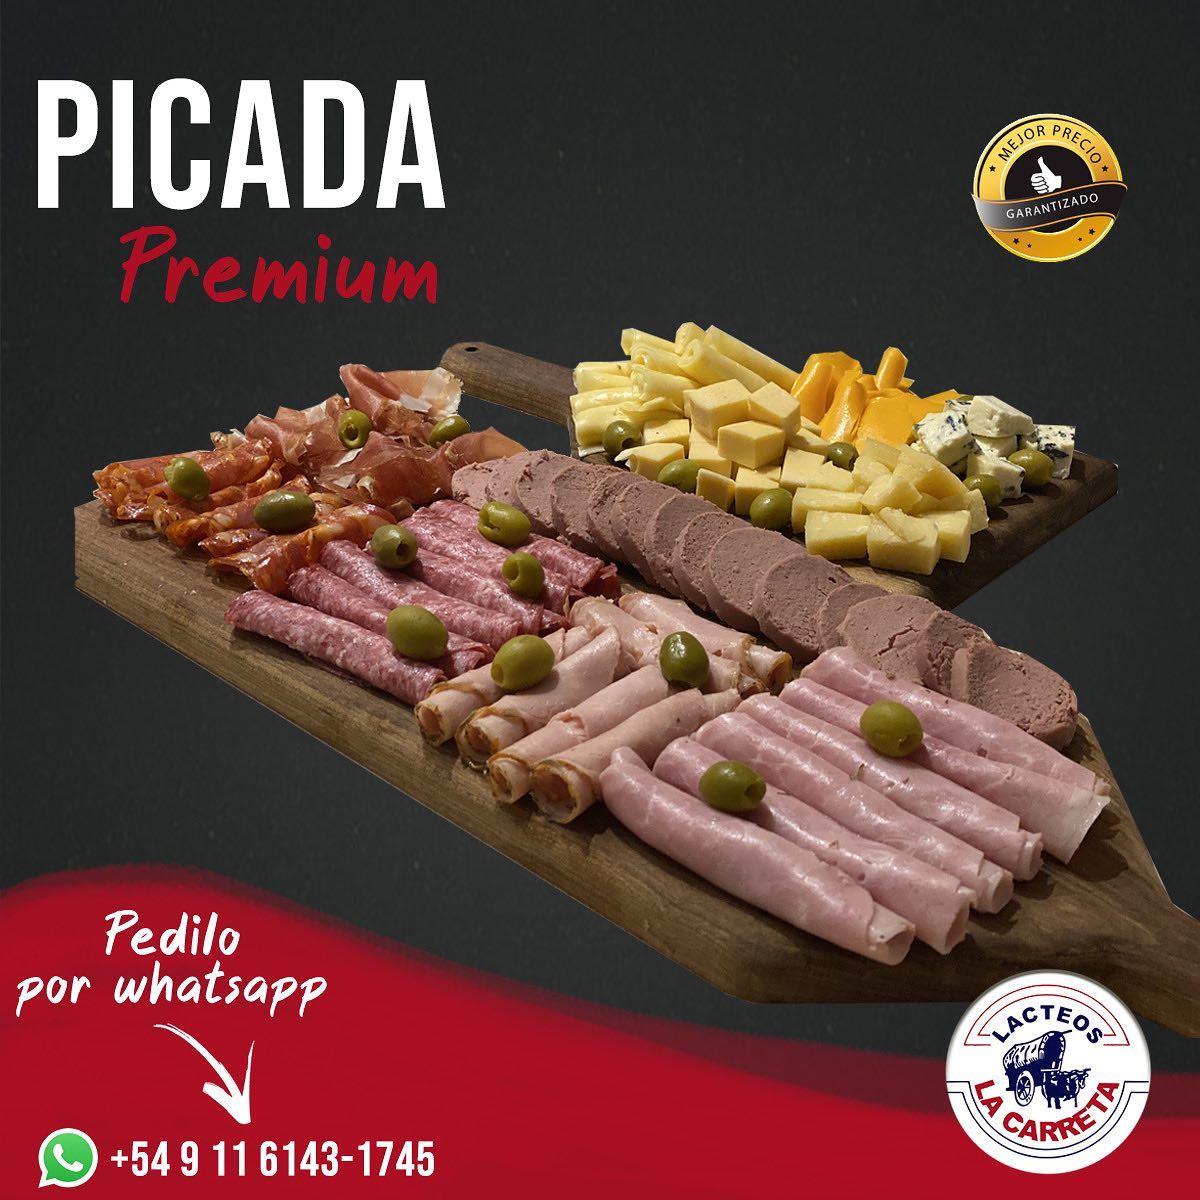 PICADA
Premium
MEJOR PRECIO
GARANTIZADO
Pedilo
por whatsapp
+54 9 11 6143-1745
LACTEOS
LA CARRETA